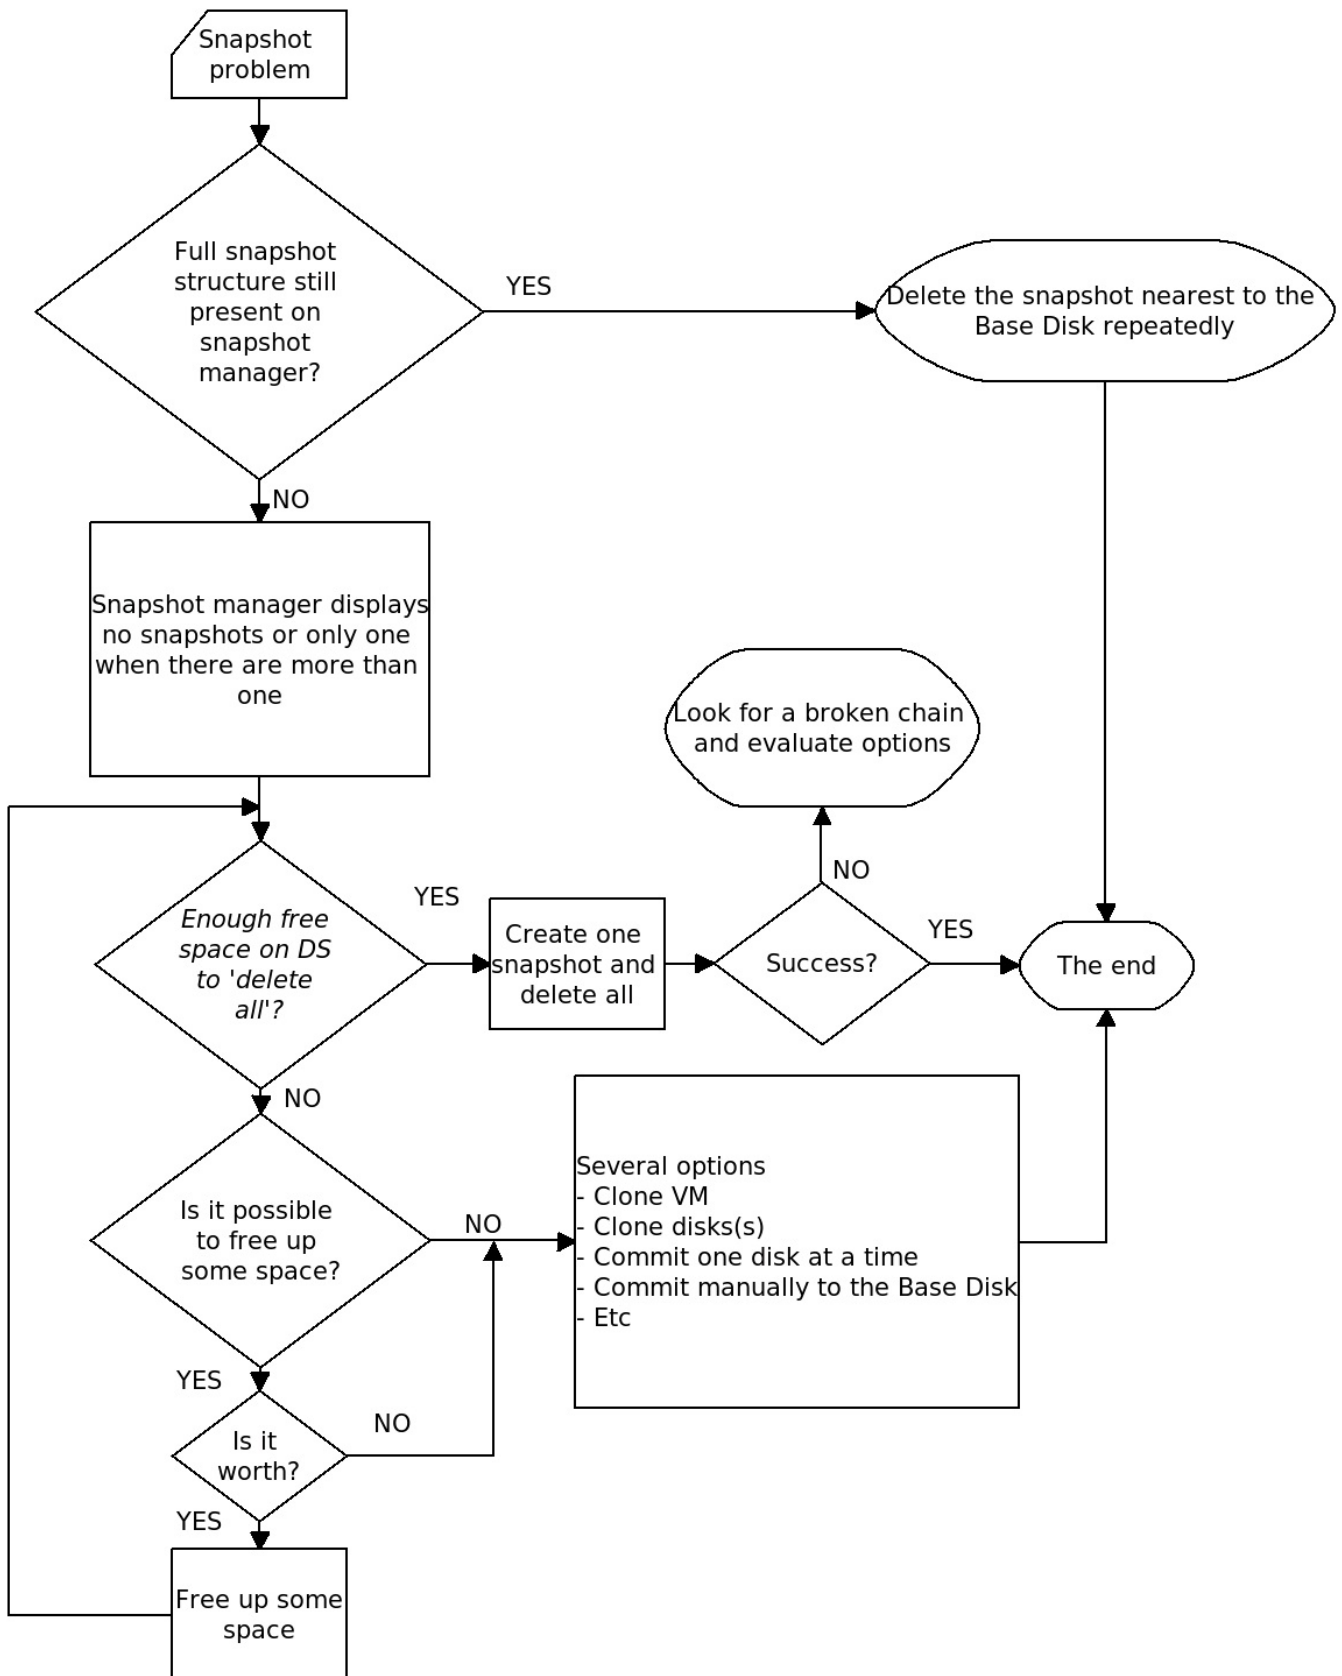 Snapshot
problem
Full snapshot
structure still
present on
snapshot
manager?
YES
Delete the snapshot nearest to the
Base Disk repeatedly
NO
Snapshot manager displays
no snapshots or only one
when there are more than
one
Look for a broken chain
and evaluate options
NO
Enough free
space on DS
to 'delete
all'?
YES
Create one
snapshot and
delete all
Success?
YES
The end
NO
Is it possible
to free up
some space?
NO
Several options
- Clone VM
- Clone disks(s)
- Commit one disk at a time
- Commit manually to the Base Disk
- Etc
YES
Is it
worth?
NO
YES
Free up some
space